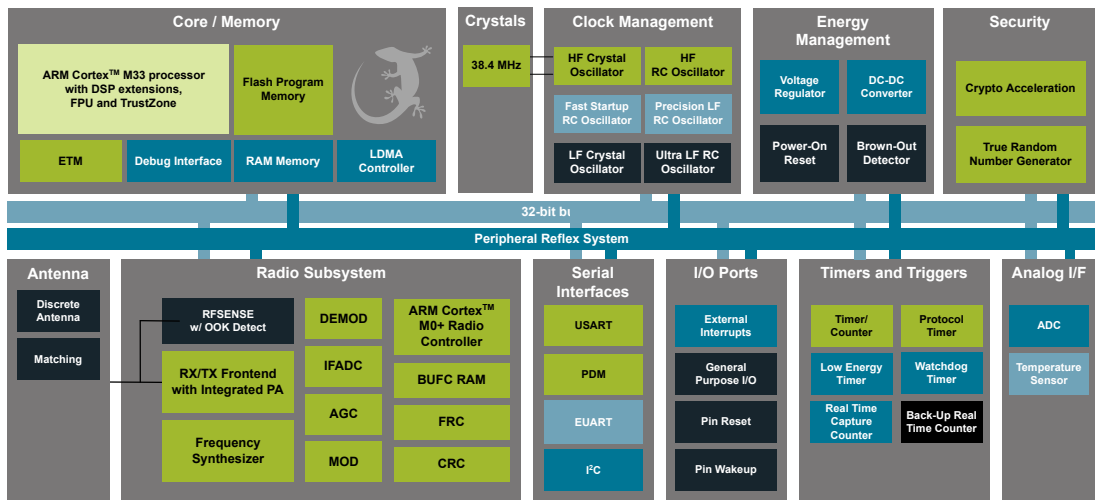 Core / Memory
ARM Cortex™ M33 processor
with DSP extensions,
FPU and TrustZone
Flash Program
Memory
ETM
Debug Interface
RAM Memory
LDMA
Controller
Crystals
38.4 MHz
Clock Management
HF Crystal
Oscillator
HF
RC Oscillator
Fast Startup
RC Oscillator
Precision LF
RC Oscillator
LF Crystal
Oscillator
Ultra LF RC
Oscillator
Energy
Management
Voltage
Regulator
DC-DC
Converter
Power-On
Reset
Brown-Out
Detector
Security
Crypto Acceleration
True Random
Number Generator
32-bit bu
Peripheral Reflex System
Antenna
Discrete
Antenna
Matching
Radio Subsystem
RFSENSE
w/ OOK Detect
RX/TX Frontend
with Integrated PA
Frequency
Synthesizer
DEMOD
IFADC
AGC
MOD
ARM Cortex™
M0+ Radio
Controller
BUFC RAM
FRC
CRC
Serial
Interfaces
USART
PDM
EUART
I²C
I/O Ports
External
Interrupts
General
Purpose I/O
Pin Reset
Pin Wakeup
Timers and Triggers
Timer/
Counter
Protocol
Timer
Low Energy
Timer
Watchdog
Timer
Real Time
Capture
Counter
Back-Up Real
Time Counter
Analog I/F
ADC
Temperature
Sensor